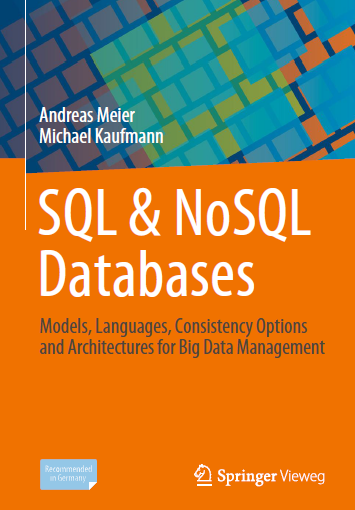 Andreas Meier
Michael Kaufmann
SQL & NoSQL
Databases
Models, Languages, Consistency Options
and Architectures for Big Data Management
Recommended
in Germany
Springer Vieweg